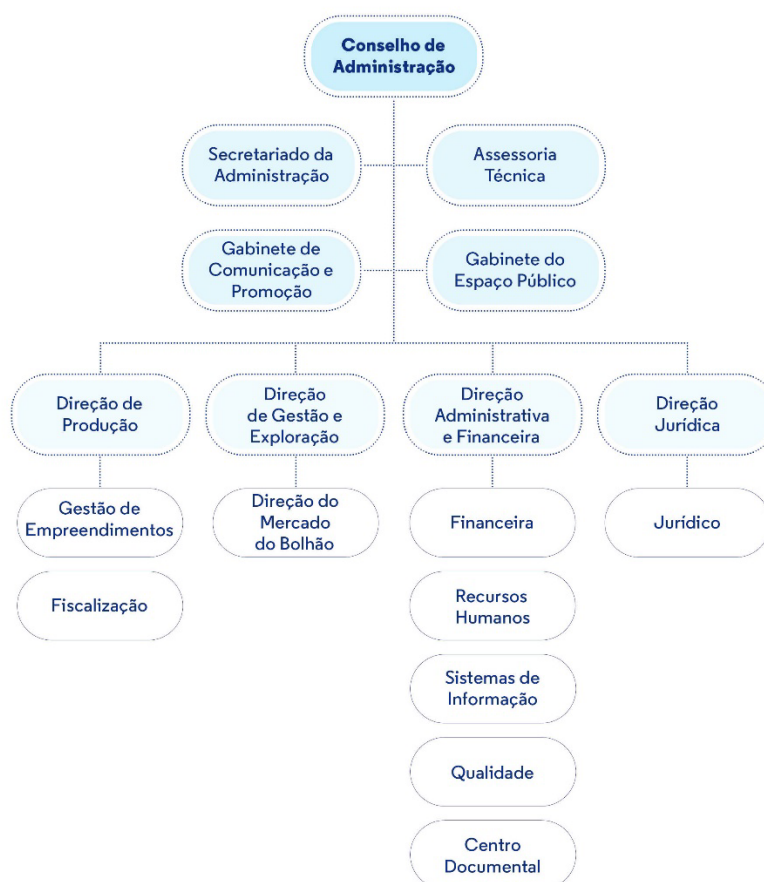 Conselho de
Administração
Secretariado da
Administração
Assessoria
Técnica
Gabinete de
Comunicação e
Promoção
Gabinete do
Espaço Público
Direção de
Produção
Direção
de Gestão e
Exploração
Direção
Administrativa
e Financeira
Direção
Jurídica
Gestão de
Empreendimentos
Direção do
Mercado
do Bolhão
Financeira
Jurídico
Fiscalização
Recursos
Humanos
Sistemas de
Informação
Qualidade
Centro
Documental